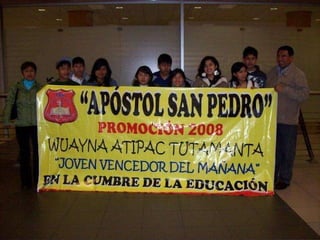 "APÓSTOL SAN PEDRO"
PROMOCIÓN 2008
WUAYNA ATIPAC TUTAMANTA
"JOVEN VENCEDOR DEL MAÑANA"
EN LA CUMBRE DE LA EDUCACIÓN